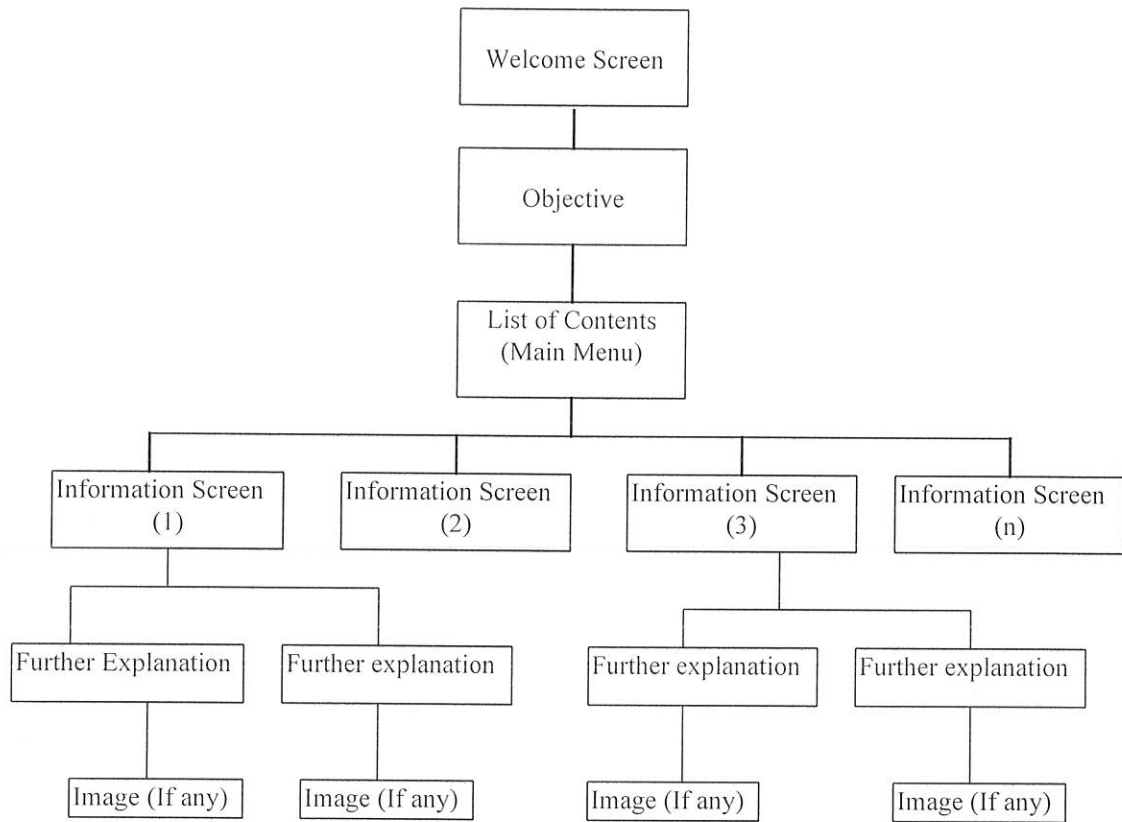 Welcome Screen
Objective
List of Contents
(Main Menu)
Information Screen
(1)
Information Screen
(2)
Information Screen
(3)
Information Screen
(n)
Further Explanation
Further explanation
Further explanation
Further explanation
Image (If any)
Image (If any)
Image (If any)
Image (If any)